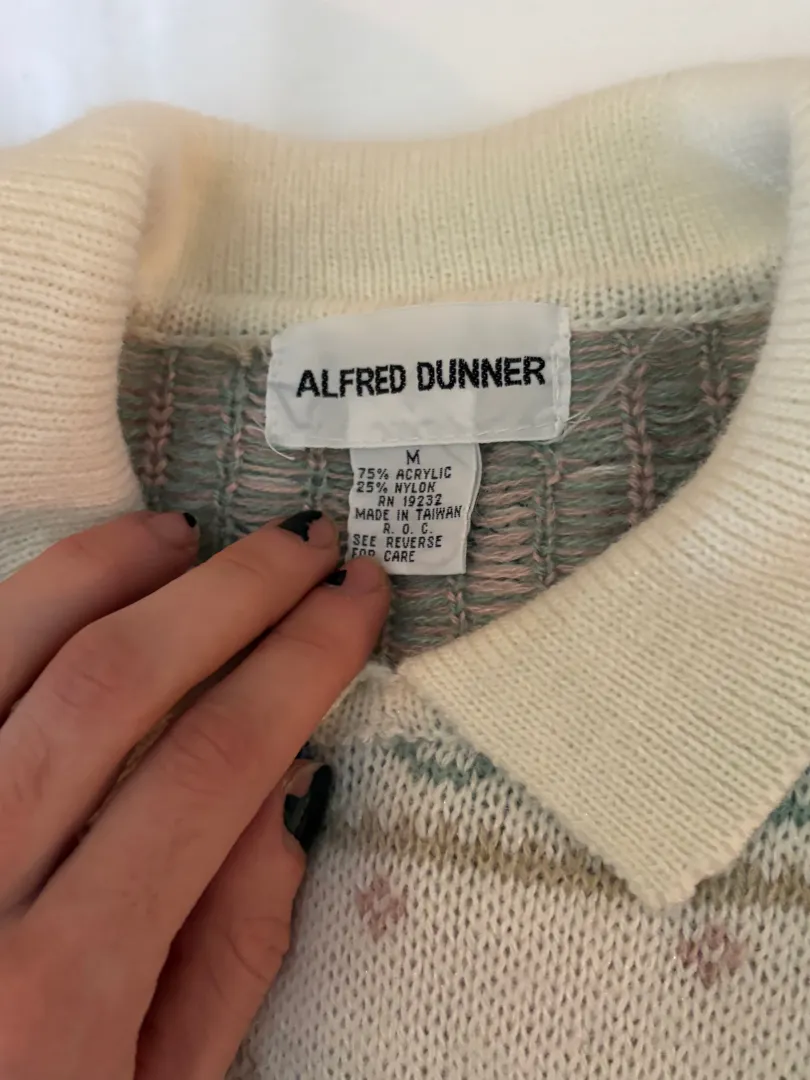 ALFRED DUNNER
M
75% ACRYLIC
25% NYLON
RN 19232
MADE IN TAIWAN
R. O. C.
SEE REVERSE
FOR CARE